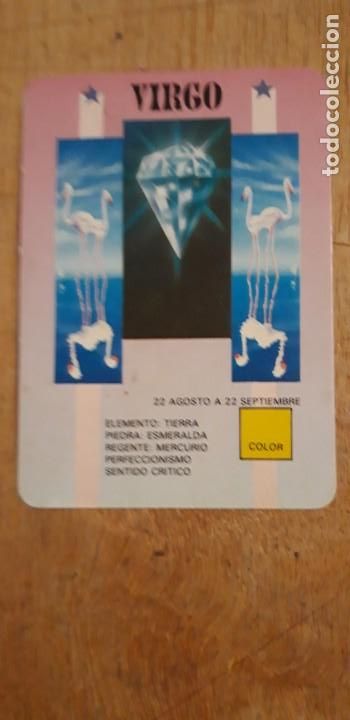 VIRGO
22 AGOSTO A 22 SEPTIEMBRE
ELEMENTO: TIERRA
PIEDRA: ESMERALDA
REGENTE: MERCURIO
PERFECCIONISMO
SENTIDO CRITICO
COLOR
todocoleccion